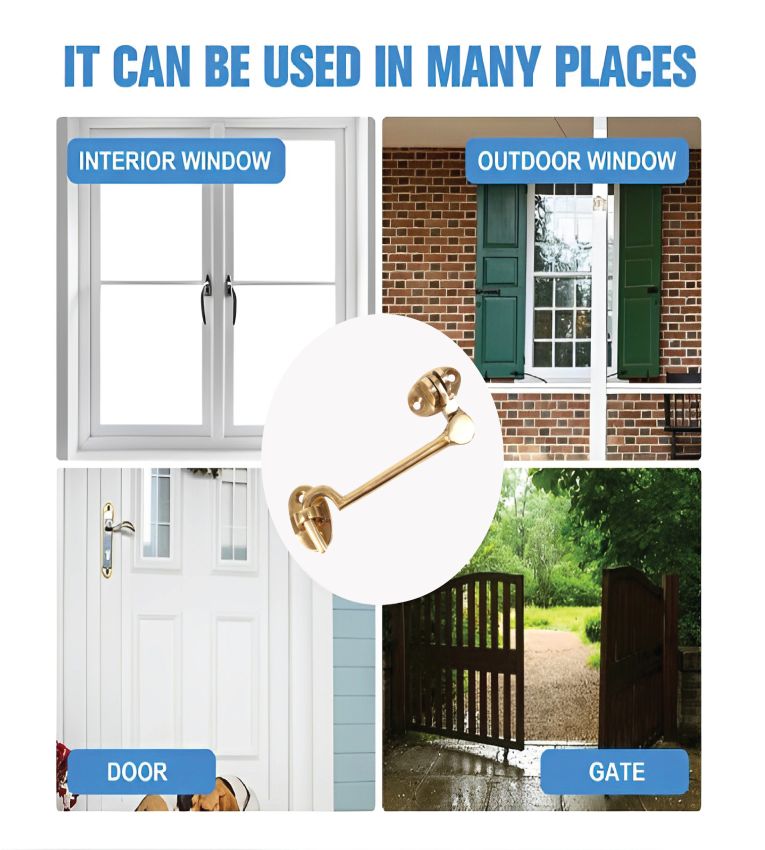 IT CAN BE USED IN MANY PLACES
INTERIOR WINDOW
OUTDOOR WINDOW
DOOR
GATE